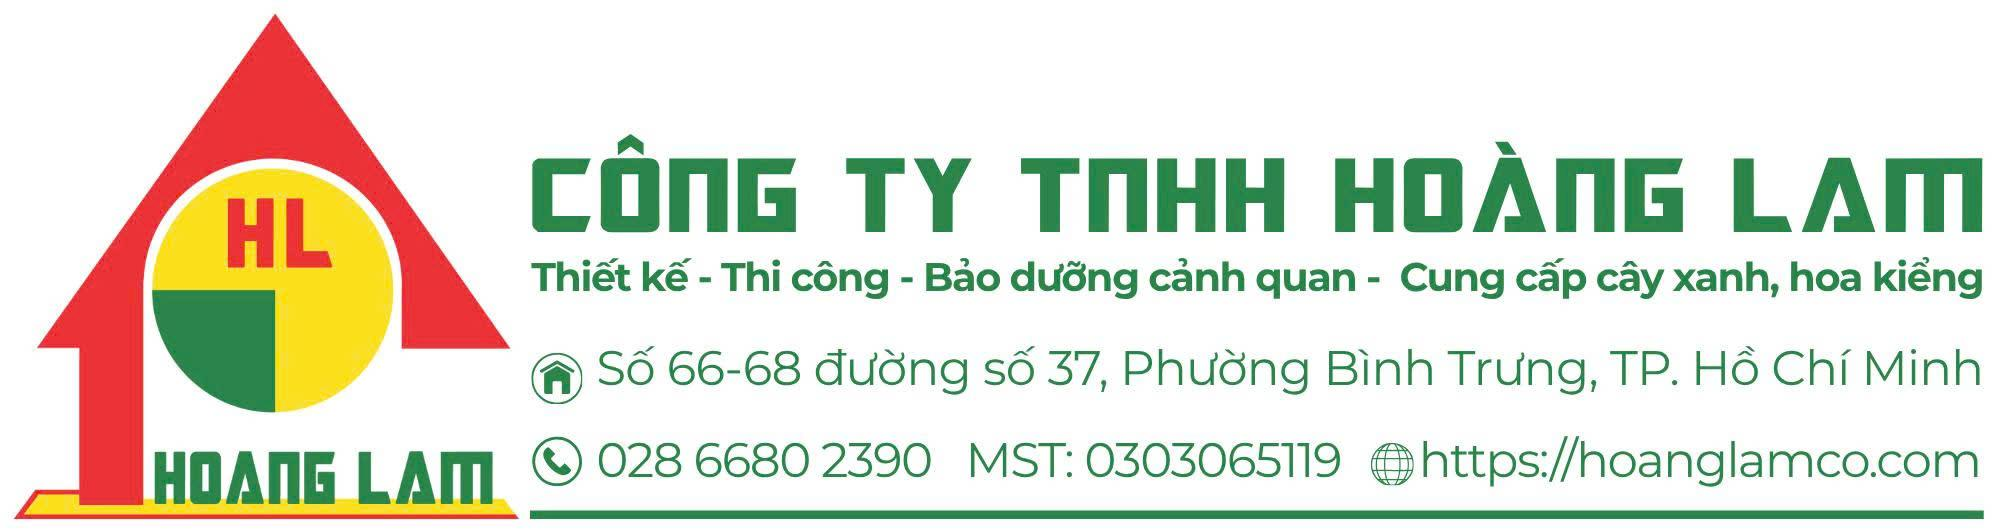 HL
HOANG LAM
CÔNG TY TNHH HOÀNG LAM
Thiết kế - Thi công - Bảo dưỡng cảnh quan - Cung cấp cây xanh, hoa kiểng
Số 66-68 đường số 37, Phường Bình Trưng, TP. Hồ Chí Minh
028 6680 2390 MST: 0303065119 https://hoanglamco.com